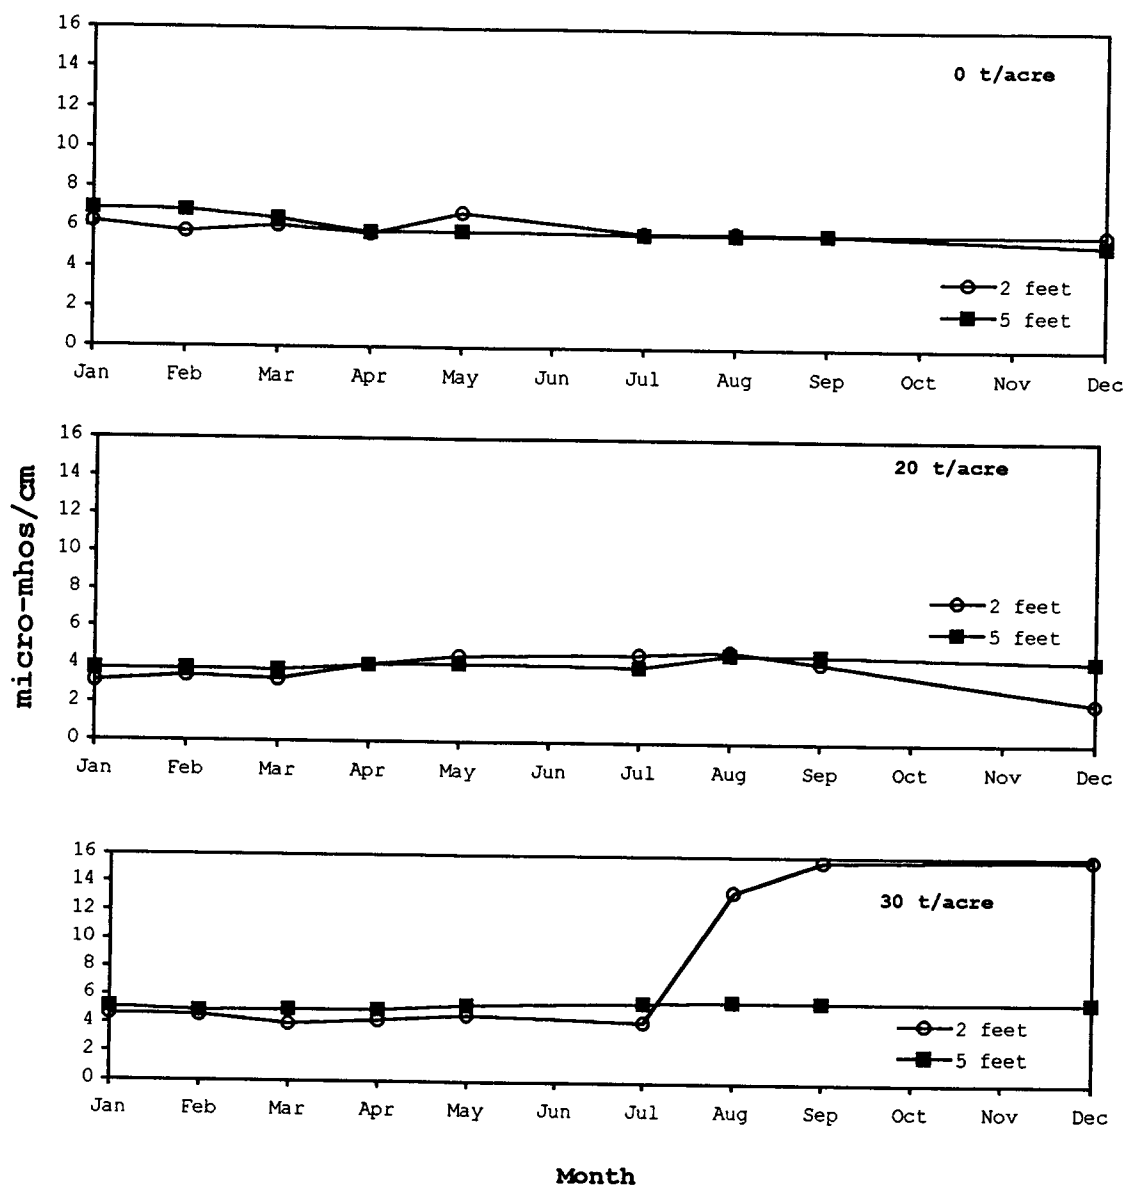 16
14
0 t/acre
12
10
8
6
4
2 feet
2
5 feet
0
Jan Feb Mar Apr May Jun Jul Aug Sep Oct Nov Dec
micro-mhos/cm
16
20 t/acre
14
12
10
8
6
2 feet
5 feet
4
2
0
Jan Feb Mar Apr May Jun Jul Aug Sep Oct Nov Dec
16
14
30 t/acre
12
10
8
6
4
2 feet
2
5 feet
0
Jan Feb Mar Apr May Jun Jul Aug Sep Oct Nov Dec
Month